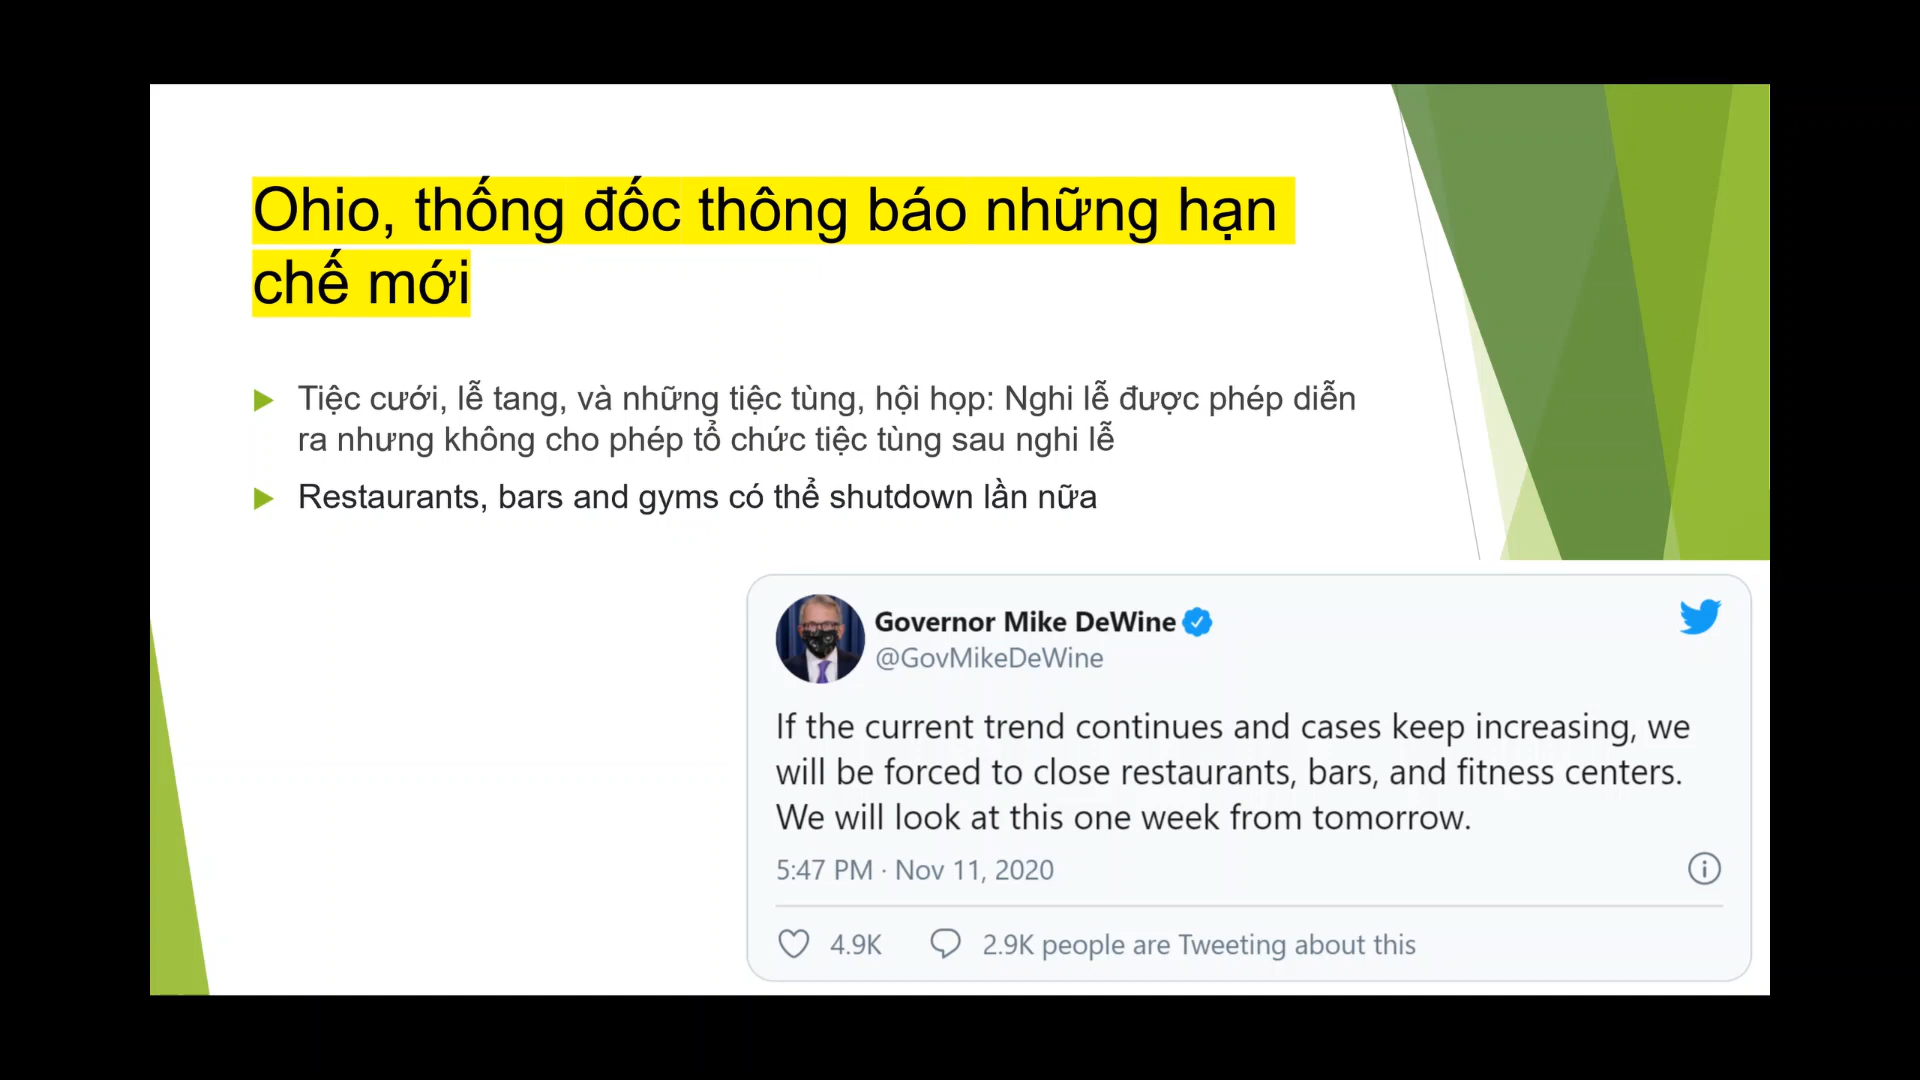 Ohio, thống đốc thông báo những hạn
chế mới
Tiệc cưới, lễ tang, và những tiệc tùng, hội họp: Nghi lễ được phép diễn
ra nhưng không cho phép tổ chức tiệc tùng sau nghi lễ
Restaurants, bars and gyms có thể shutdown lần nữa
Governor Mike DeWine
@GovMikeDeWine
If the current trend continues and cases keep increasing, we
will be forced to close restaurants, bars, and fitness centers.
We will look at this one week from tomorrow.
5:47 PM · Nov 11, 2020
4.9K 2.9K people are Tweeting about this